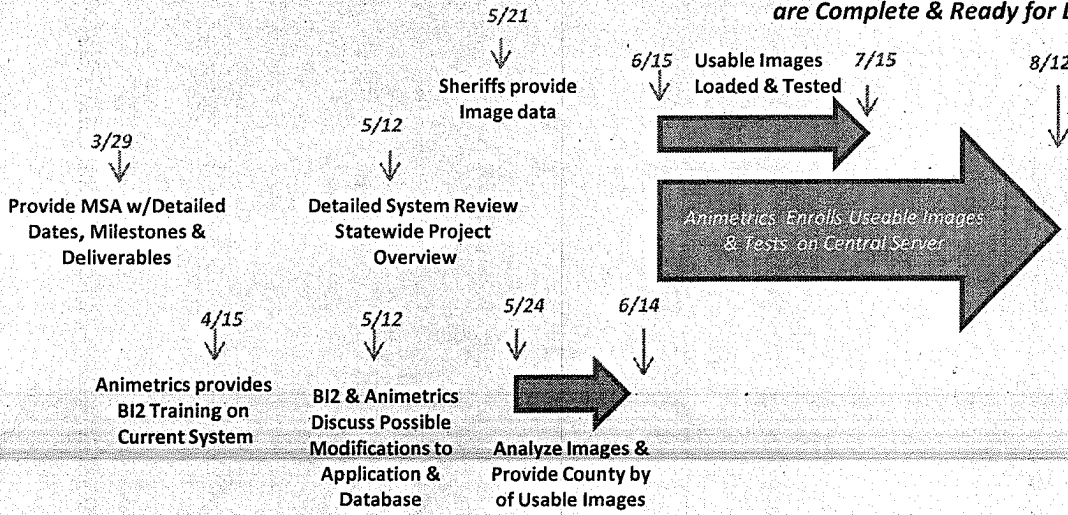 are Complete & Ready for
5/21
Sheriffs provide
Image data
6/15
Usable Images
Loaded & Tested
7/15
8/12
3/29
Provide MSA w/Detailed
Dates, Milestones &
Deliverables
5/12
Detailed System Review
Statewide Project
Overview
Animetrics Enrolls Useable Images
& Tests on Central Server
4/15
Animetrics provides
BI2 Training on
Current System
5/12
BI2 & Animetrics
Discuss Possible
Modifications to
Application &
Database
5/24
6/14
Analyze Images &
Provide County by
of Usable Images